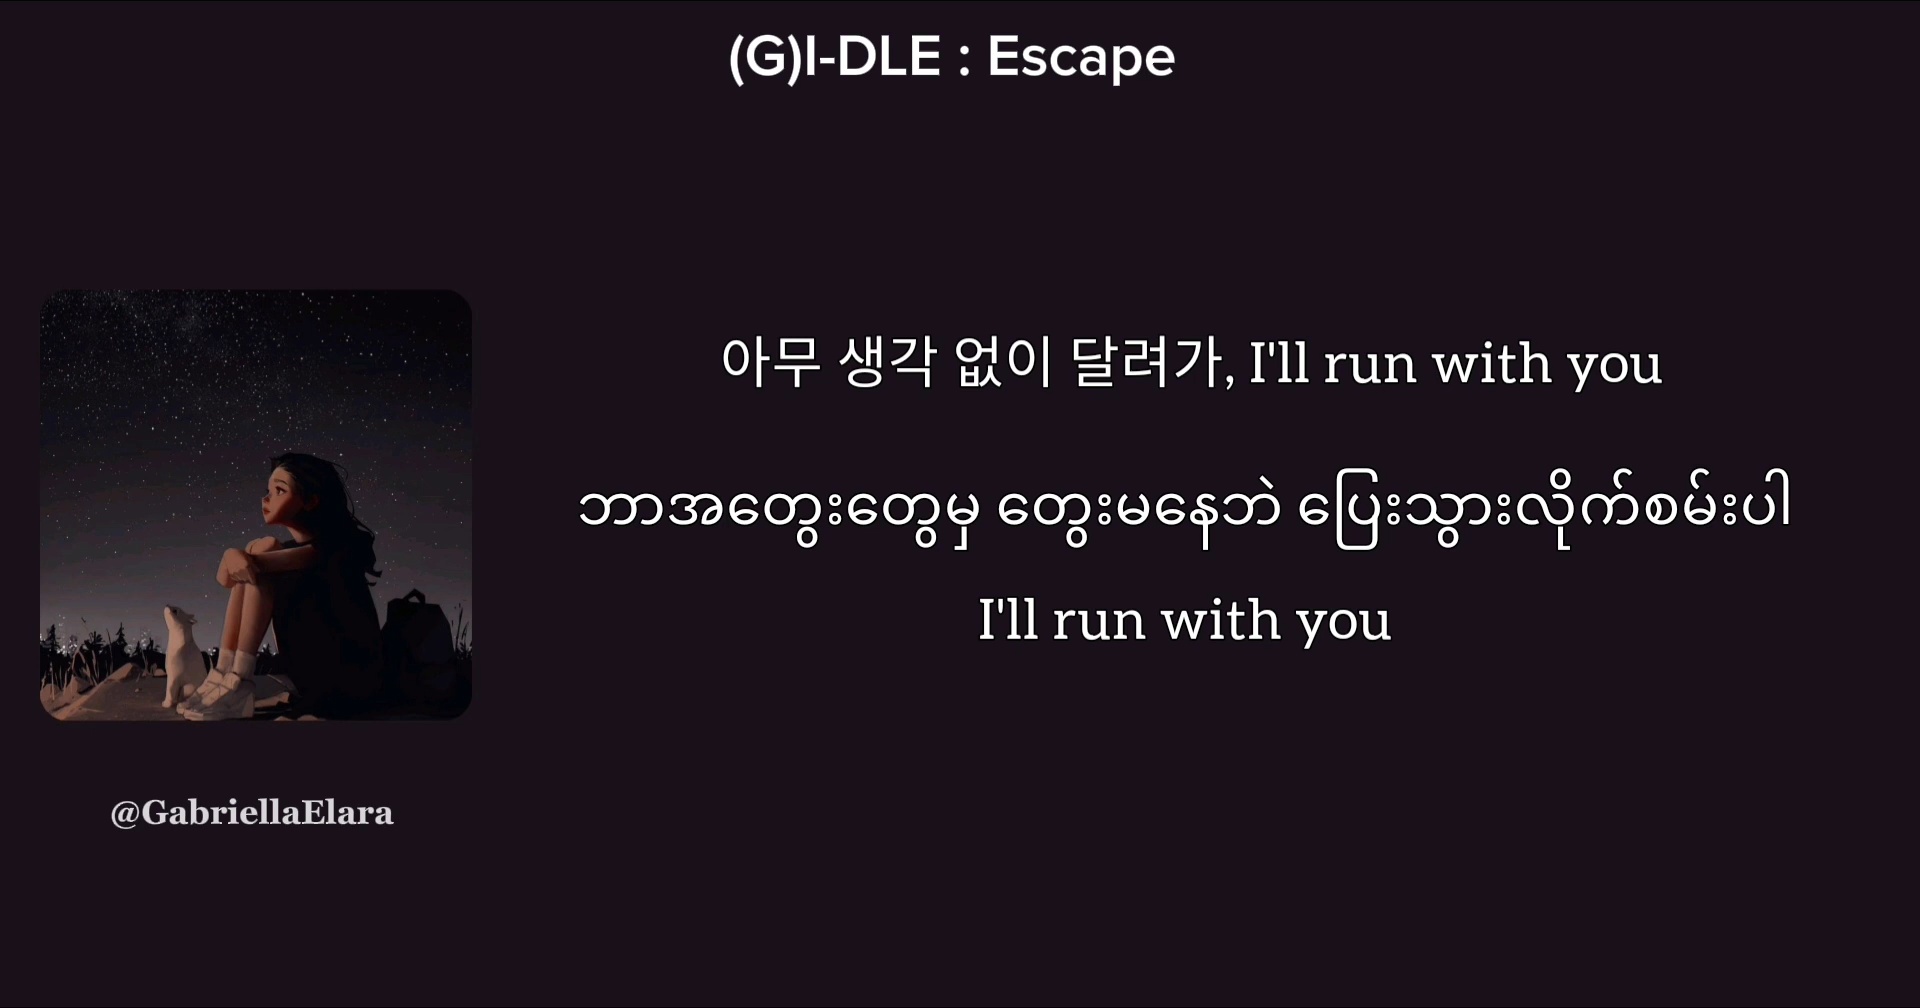 (G)I-DLE : Escape
아무 생각 없이 달려가, I'll run with you
ဘာအတွေးတွေမှ တွေးမနေဘဲ ပြေးသွားလိုက်စမ်းပါ
I'll run with you
@GabriellaElara